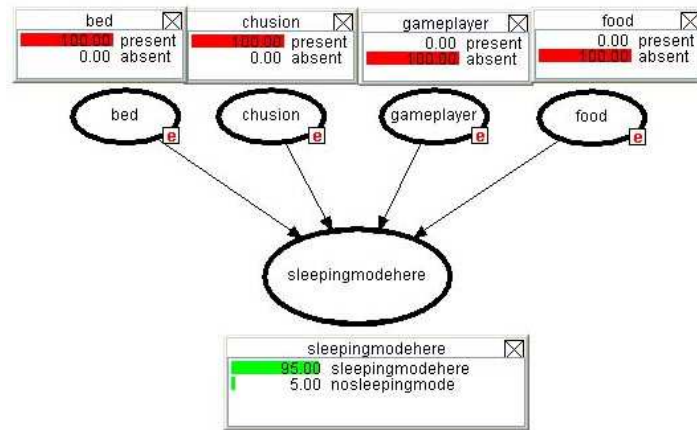 bed
100.00 present
0.00 absent
chusion
100.00 present
0.00 absent
gameplayer
0.00 present
100.00 absent
food
0.00 present
100.00 absent
bed
e
chusion
e
gameplayer
e
food
e
sleepingmodehere
sleepingmodehere
95.00 sleepingmodehere
5.00 nosleepingmode